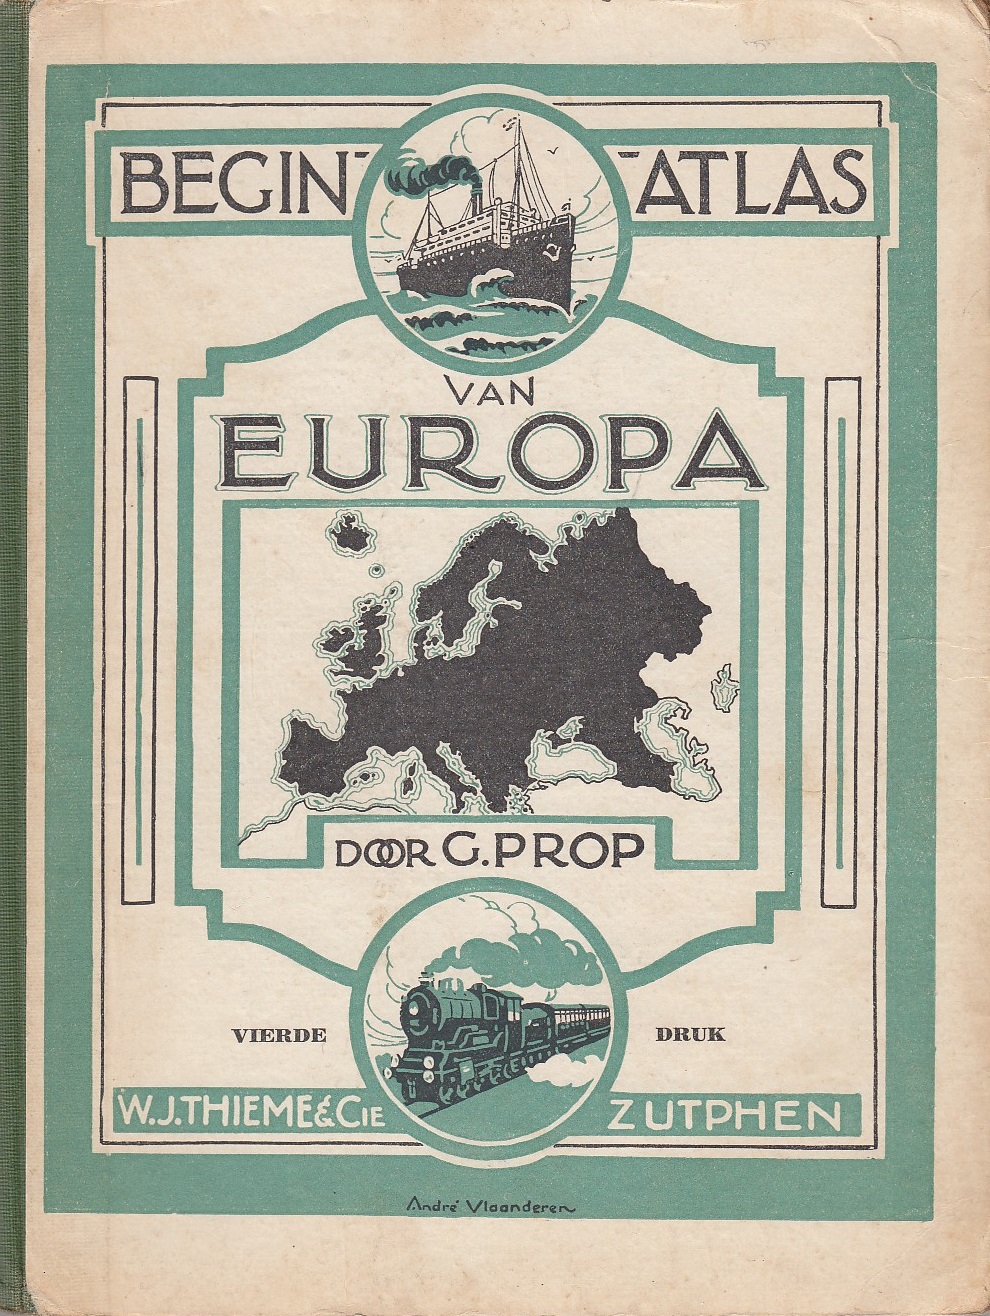 BEGIN- -ATLAS
VAN
EUROPA
DOOR G. PROP
VIERDE DRUK
W.J. THIEME & CIE ZUTPHEN
André Vlaanderen